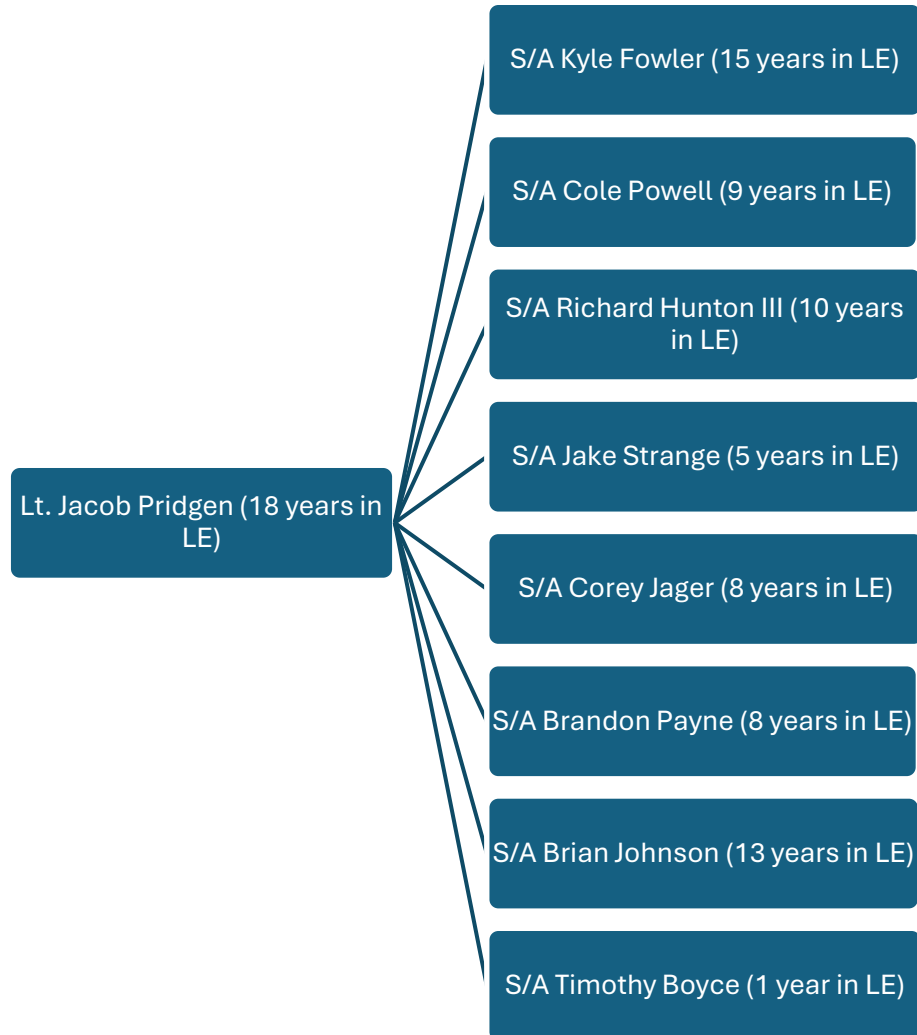 S/A Kyle Fowler (15 years in LE)
S/A Cole Powell (9 years in LE)
S/A Richard Hunton III (10 years
in LE)
S/A Jake Strange (5 years in LE)
Lt. Jacob Pridgen (18 years in
LE)
S/A Corey Jager (8 years in LE)
S/A Brandon Payne (8 years in LE)
S/A Brian Johnson (13 years in LE)
S/A Timothy Boyce (1 year in LE)